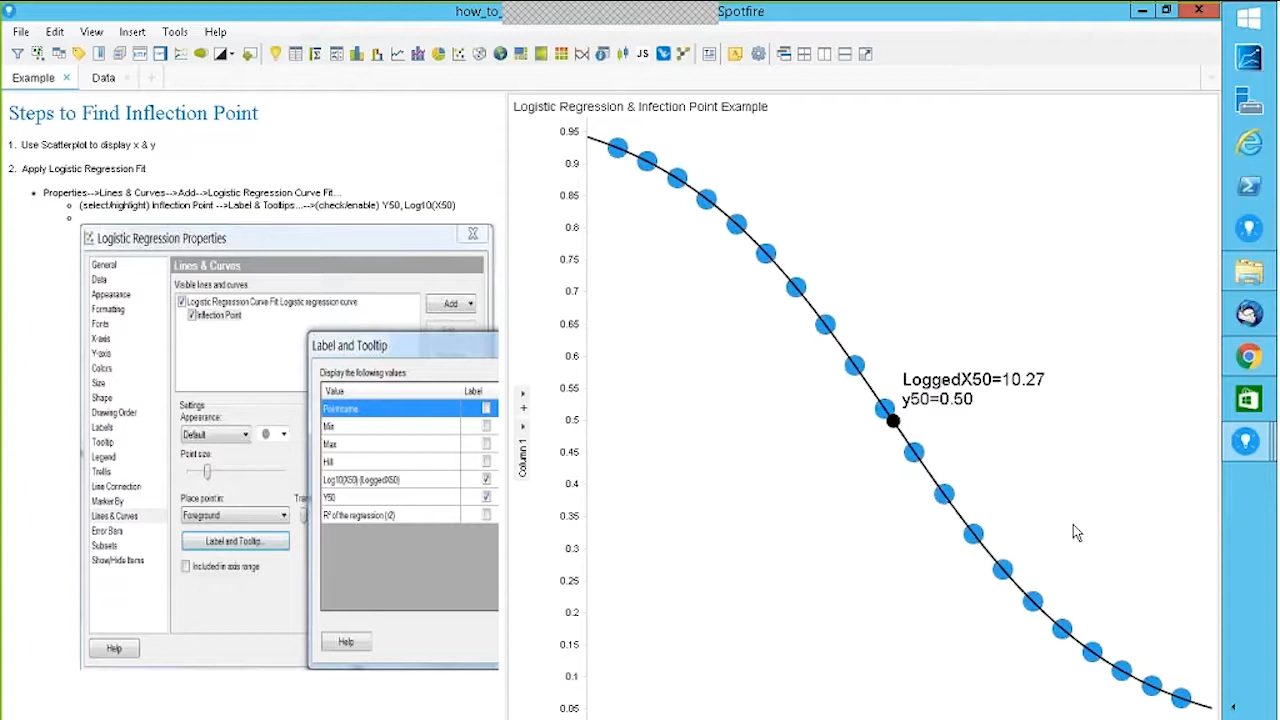 how_to_
Spotfire
File Edit View Insert Tools Help
JS
Example × Data × +
Steps to Find Inflection Point
1. Use Scatterplot to display x & y
2. Apply Logistic Regression Fit
Properties-->Lines & Curves-->Add-->Logistic Regression Curve Fit...
(select/highlight) Inflection Point -->Label & Tooltips...-->(check/enable) Y50, Log10(X50)
Logistic Regression Properties
General
Data
Appearance
Formating
Fonts
X-axis
Y-axis
Colors
Size
Shape
Drawing Order
Labels
Tooltip
Legend
Trellis
Line Connection
Marker By
Lines & Curves
Error Bars
Subsets
Show/Hide Items
Help
Lines & Curves
Visible lines and curves:
Logistic Regression Curve Fit Logistic regression curve
Inflection Point
Add
Settings
Appearance:
Default
Point size:
Place point in:
Foreground
Label and Tooltip...
Included in axis range
Label and Tooltip
Display the following values:
Value Label
Min
Max
Hill
Log10(X50) (LoggedX50)
Y50
R² of the regression (r2)
Help
Logistic Regression & Infection Point Example
0.95
0.9
0.85
0.8
0.75
0.7
0.65
0.6
0.55
0.5
0.45
0.4
0.35
0.3
0.25
0.2
0.15
0.1
0.05
Column 1
LoggedX50=10.27
y50=0.50